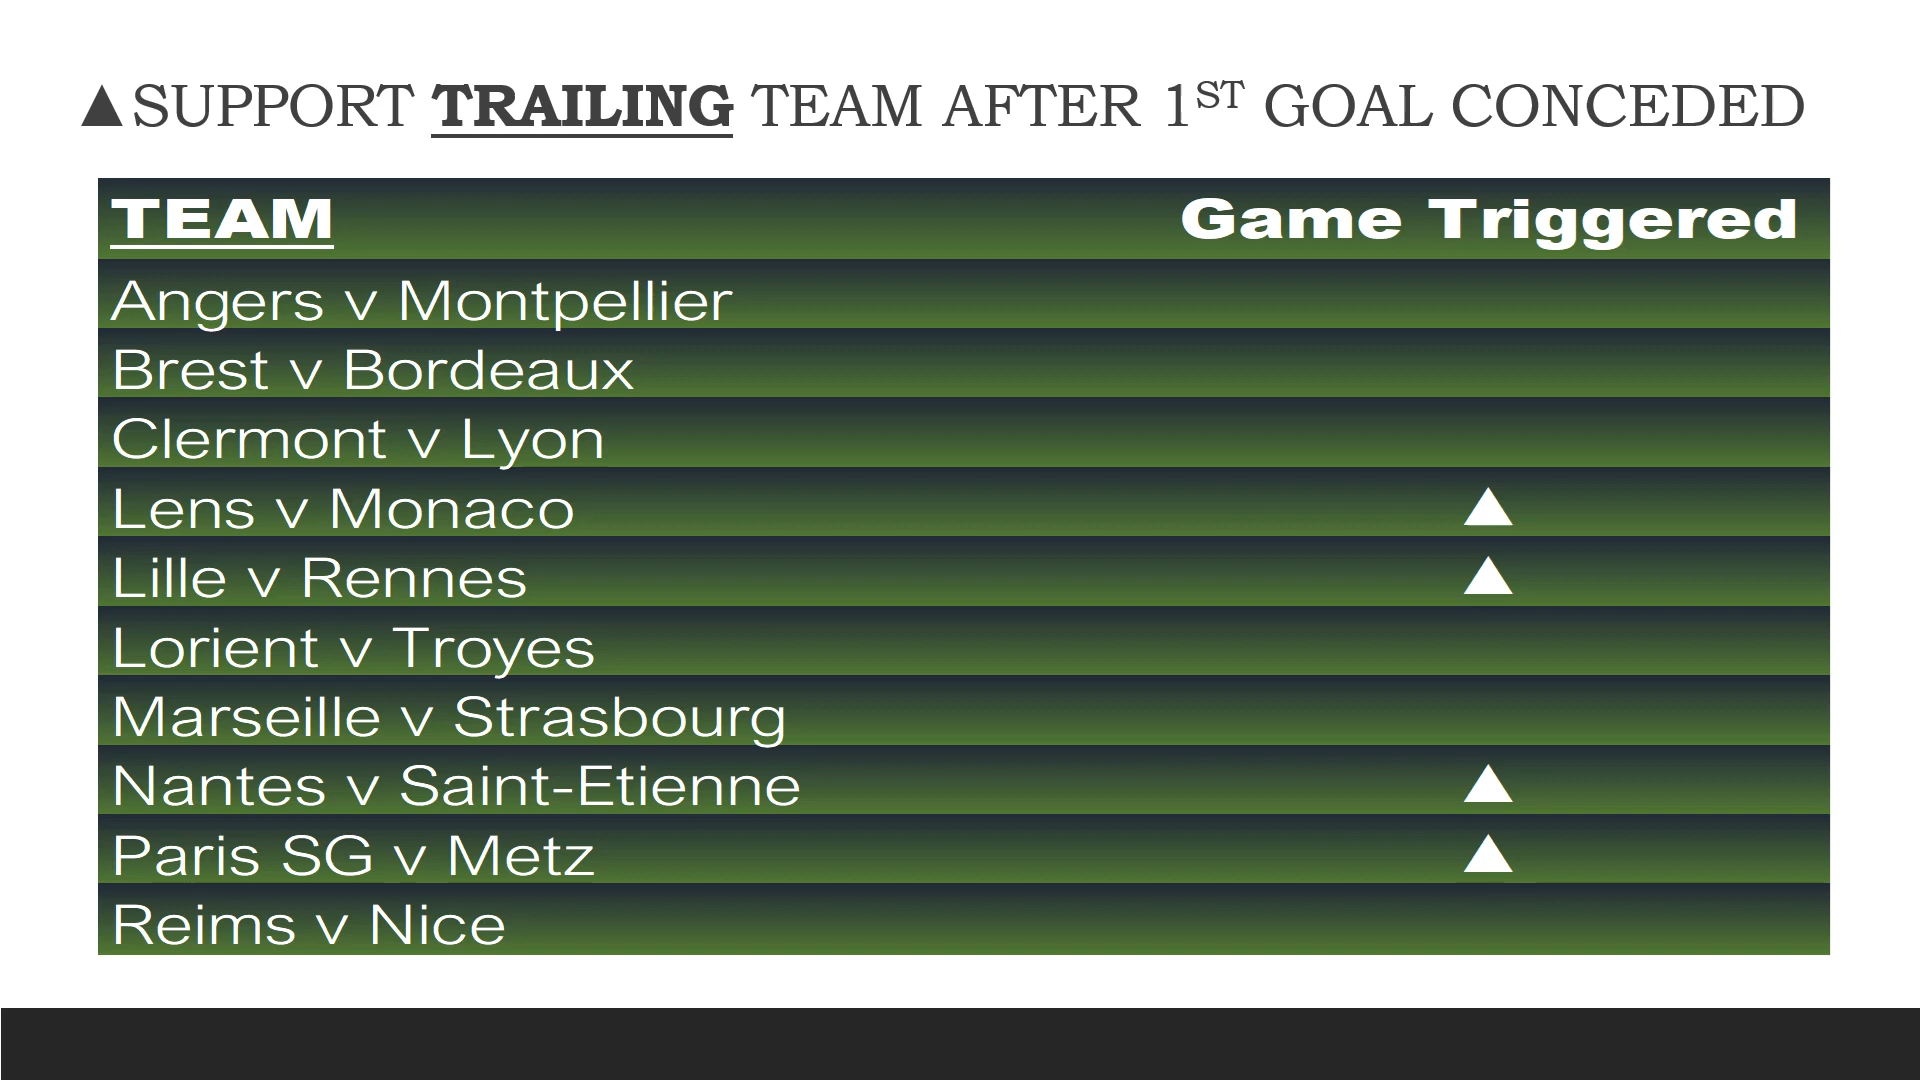 ▲SUPPORT TRAILING TEAM AFTER 1ST GOAL CONCEDED
TEAM Game Triggered
Angers v Montpellier
Brest v Bordeaux
Clermont v Lyon
Lens v Monaco ▲
Lille v Rennes ▲
Lorient v Troyes
Marseille v Strasbourg
Nantes v Saint-Etienne ▲
Paris SG v Metz ▲
Reims v Nice